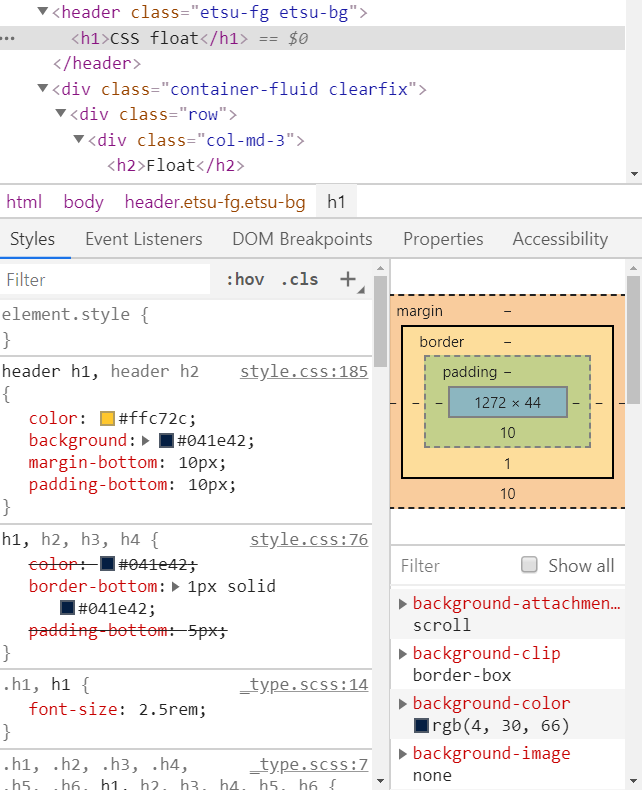 ▼<header class="etsu-fg etsu-bg">
••• <h1>CSS float</h1> == $0
</header>
▼<div class="container-fluid clearfix">
▼<div class="row">
▼<div class="col-md-3">
<h2>Float</h2>
html body header.etsu-fg.etsu-bg h1
Styles Event Listeners DOM Breakpoints Properties Accessibility
Filter :hov .cls +
element.style {
}
header h1, header h2 style.css:185
{
color: #ffc72c;
background: ▶ #041e42;
margin-bottom: 10px;
padding-bottom: 10px;
}
h1, h2, h3, h4 { style.css:76
color: #041e42;
border-bottom: ▶ 1px solid
#041e42;
padding-bottom: 5px;
}
.h1, h1 { _type.scss:14
font-size: 2.5rem;
}
.h1, .h2, .h3, .h4, _type.scss:7
.h5, .h6, h1, h2, h3, h4, h5, h6 {
margin –
border –
padding –
– – – 1272 × 44 – – –
10
1
10
Filter Show all
▶ background-attachmen…
scroll
▶ background-clip
border-box
▶ background-color
rgb(4, 30, 66)
▶ background-image
none